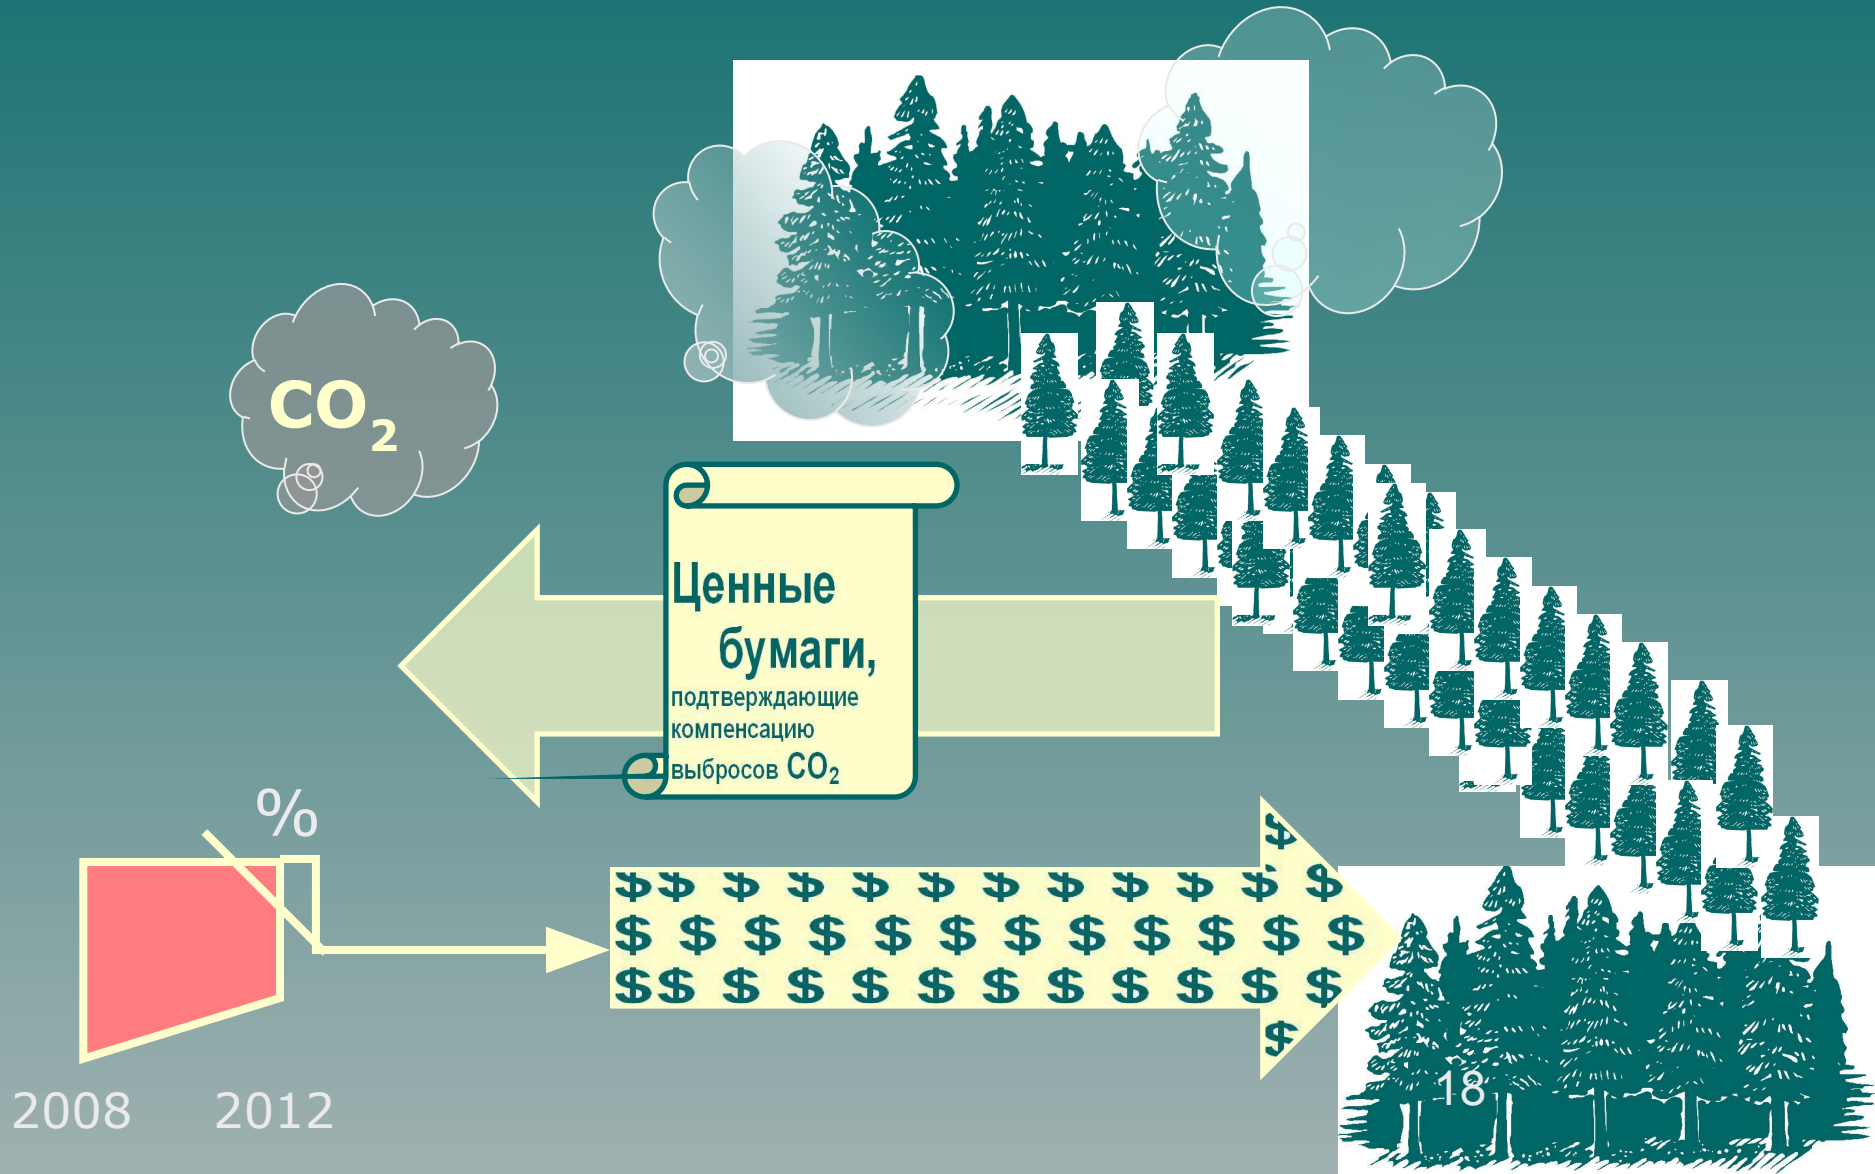 CO₂
Ценные
бумаги,
подтверждающие
компенсацию
выбросов CO₂
%
$$ $ $ $ $ $ $ $ $ $ $ $
$ $ $ $ $ $ $ $ $ $ $ $
$$ $ $ $ $ $ $ $ $ $ $ $
$
2008 2012
18